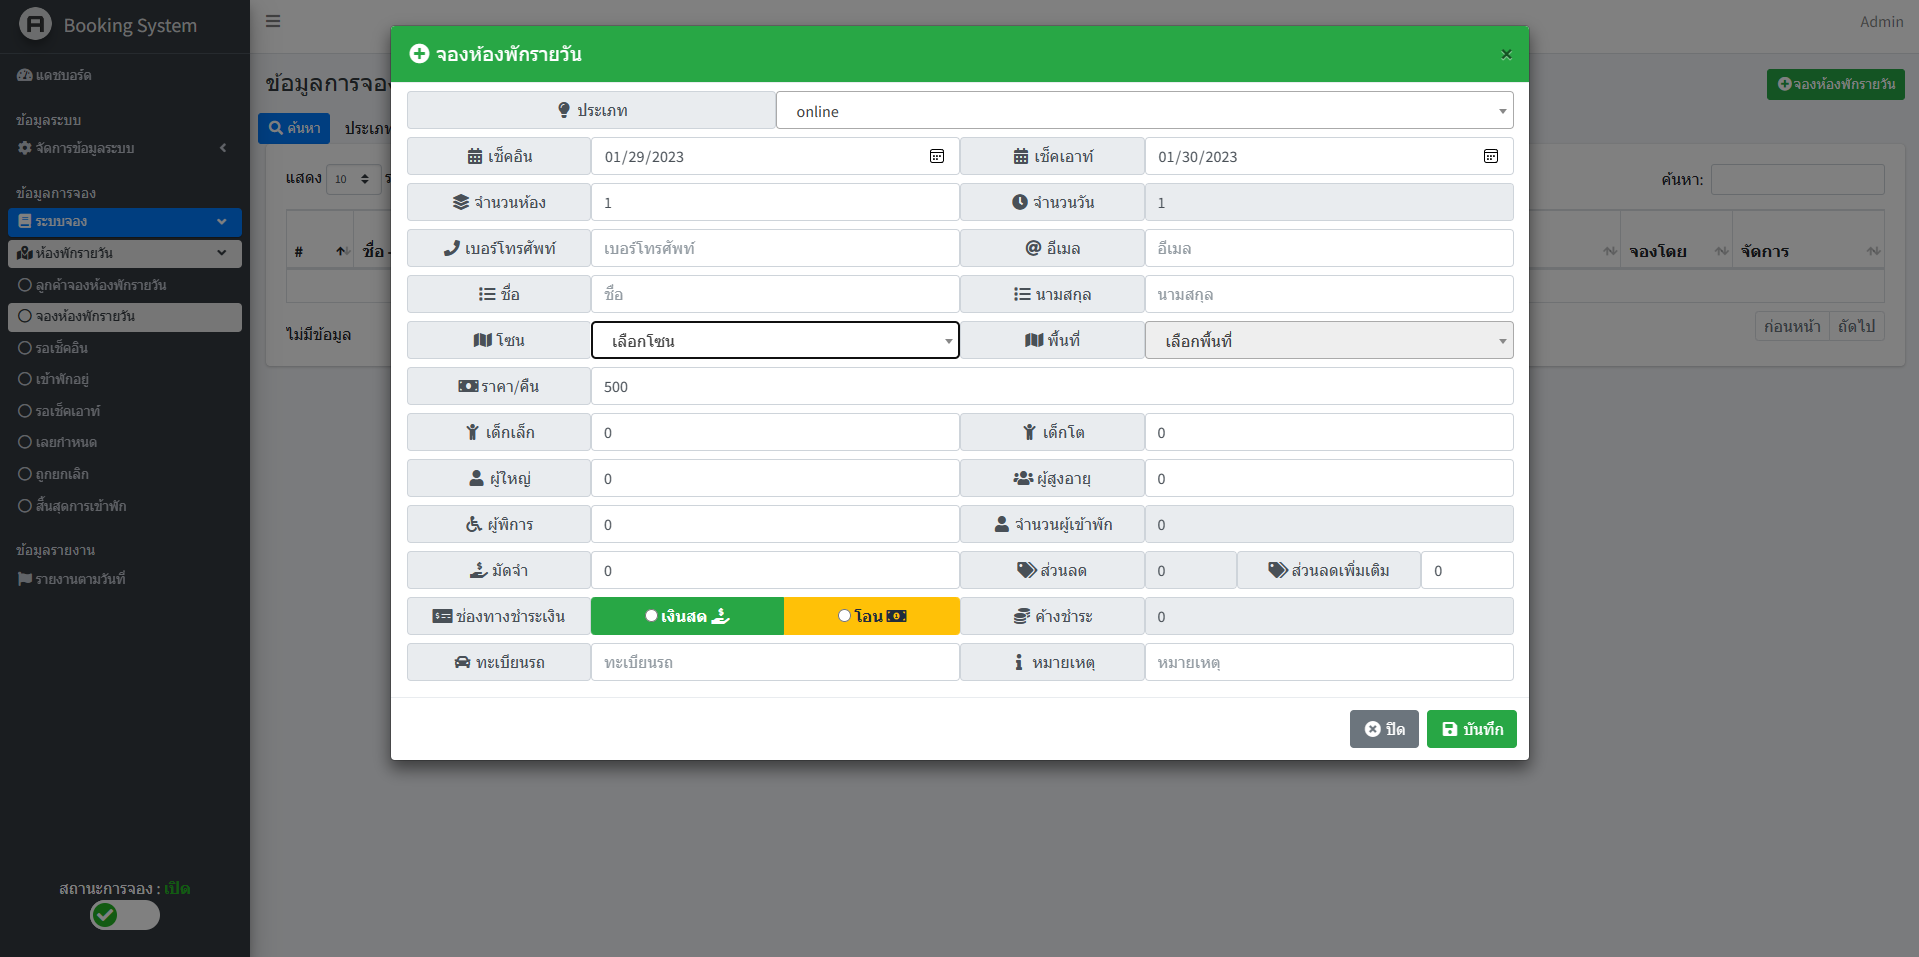 Booking System
Admin
แดชบอร์ด
ข้อมูลระบบ
จัดการข้อมูลระบบ
ข้อมูลการจอง
ระบบจอง
ห้องพักรายวัน
ลูกค้าจองห้องพักรายวัน
จองห้องพักรายวัน
รอเช็คอิน
เข้าพักอยู่
รอเช็คเอาท์
เลยกำหนด
ถูกยกเลิก
สิ้นสุดการเข้าพัก
ข้อมูลรายงาน
รายงานตามวันที่
สถานะการจอง : เปิด
ข้อมูลการจอง
จองห้องพักรายวัน
ค้นหา ประเภท
แสดง 10 ร
ค้นหา:
# ชื่อ - จองโดย จัดการ
ไม่มีข้อมูล
ก่อนหน้า ถัดไป
จองห้องพักรายวัน ×
ประเภท online
เช็คอิน 01/29/2023 เช็คเอาท์ 01/30/2023
จำนวนห้อง 1 จำนวนวัน 1
เบอร์โทรศัพท์ เบอร์โทรศัพท์ อีเมล อีเมล
ชื่อ ชื่อ นามสกุล นามสกุล
โซน เลือกโซน พื้นที่ เลือกพื้นที่
ราคา/คืน 500
เด็กเล็ก 0 เด็กโต 0
ผู้ใหญ่ 0 ผู้สูงอายุ 0
ผู้พิการ 0 จำนวนผู้เข้าพัก 0
มัดจำ 0 ส่วนลด 0 ส่วนลดเพิ่มเติม 0
ช่องทางชำระเงิน เงินสด โอน ค้างชำระ 0
ทะเบียนรถ ทะเบียนรถ หมายเหตุ หมายเหตุ
ปิด บันทึก